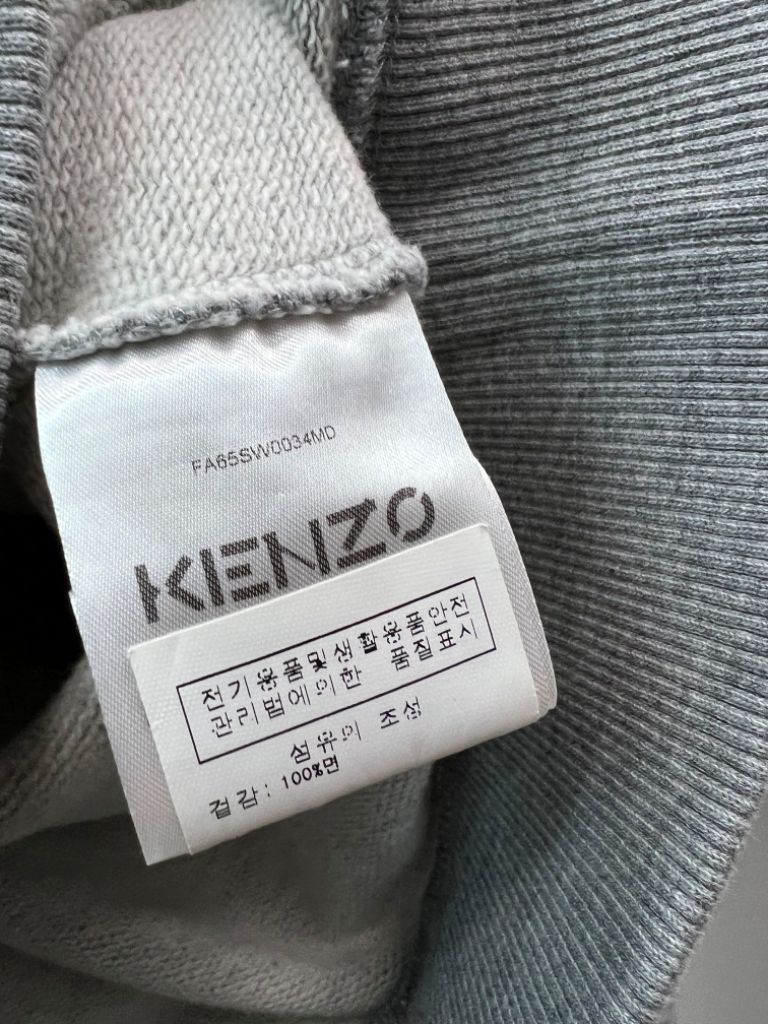 FA65SW0034MD
KENZO
전기용품및생활용품안전
관리법에의한 품질표시
섬유의 조성
겉감: 100%면